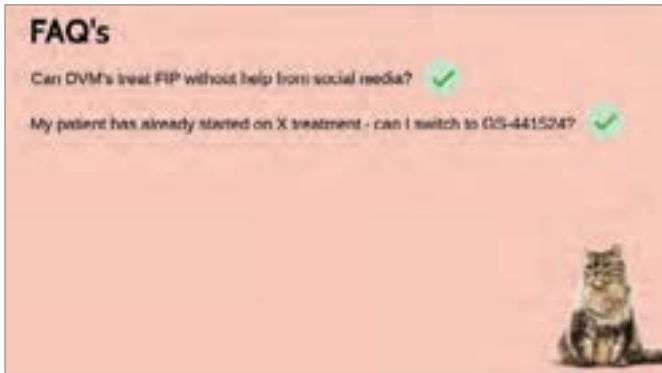 FAQ's
Can DVM's treat FIP without help from social media?
My patient has already started on X treatment - can I switch to GS-441524?